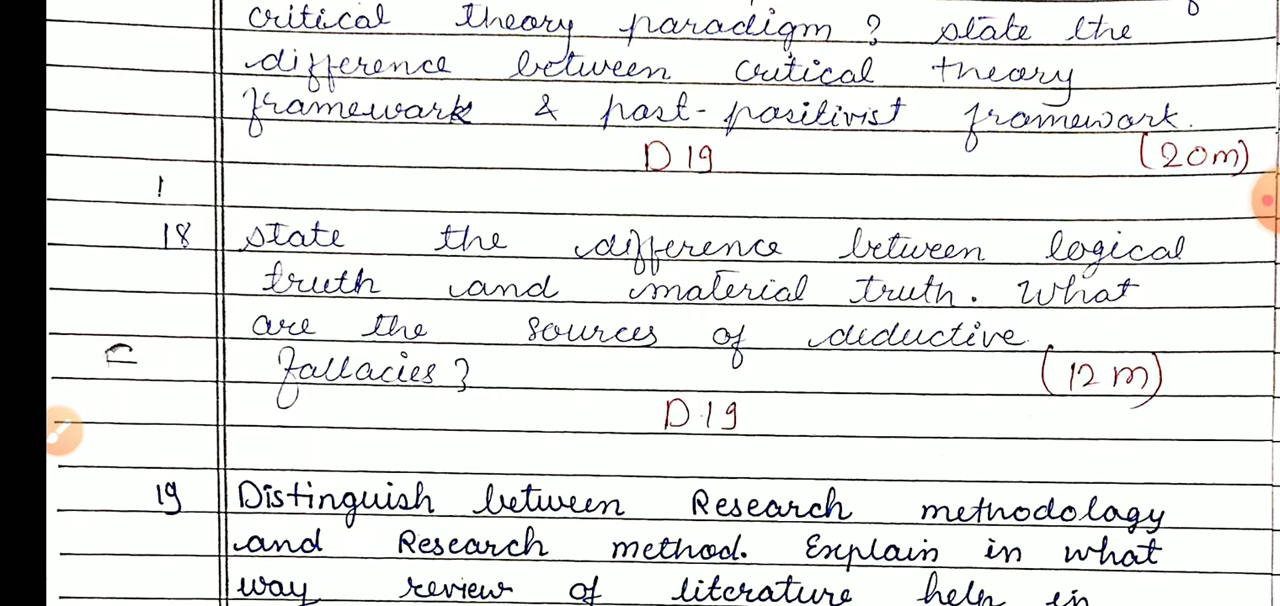 critical theory paradigm ? state the
difference between critical theory
framework & post-positivist framework.
D 19 (20m)
18 state the difference between logical
truth and material truth. What
are the sources of deductive
fallacies ? (12 m)
D.19
19 Distinguish between Research methodology
and Research method. Explain in what
way review of literature help in